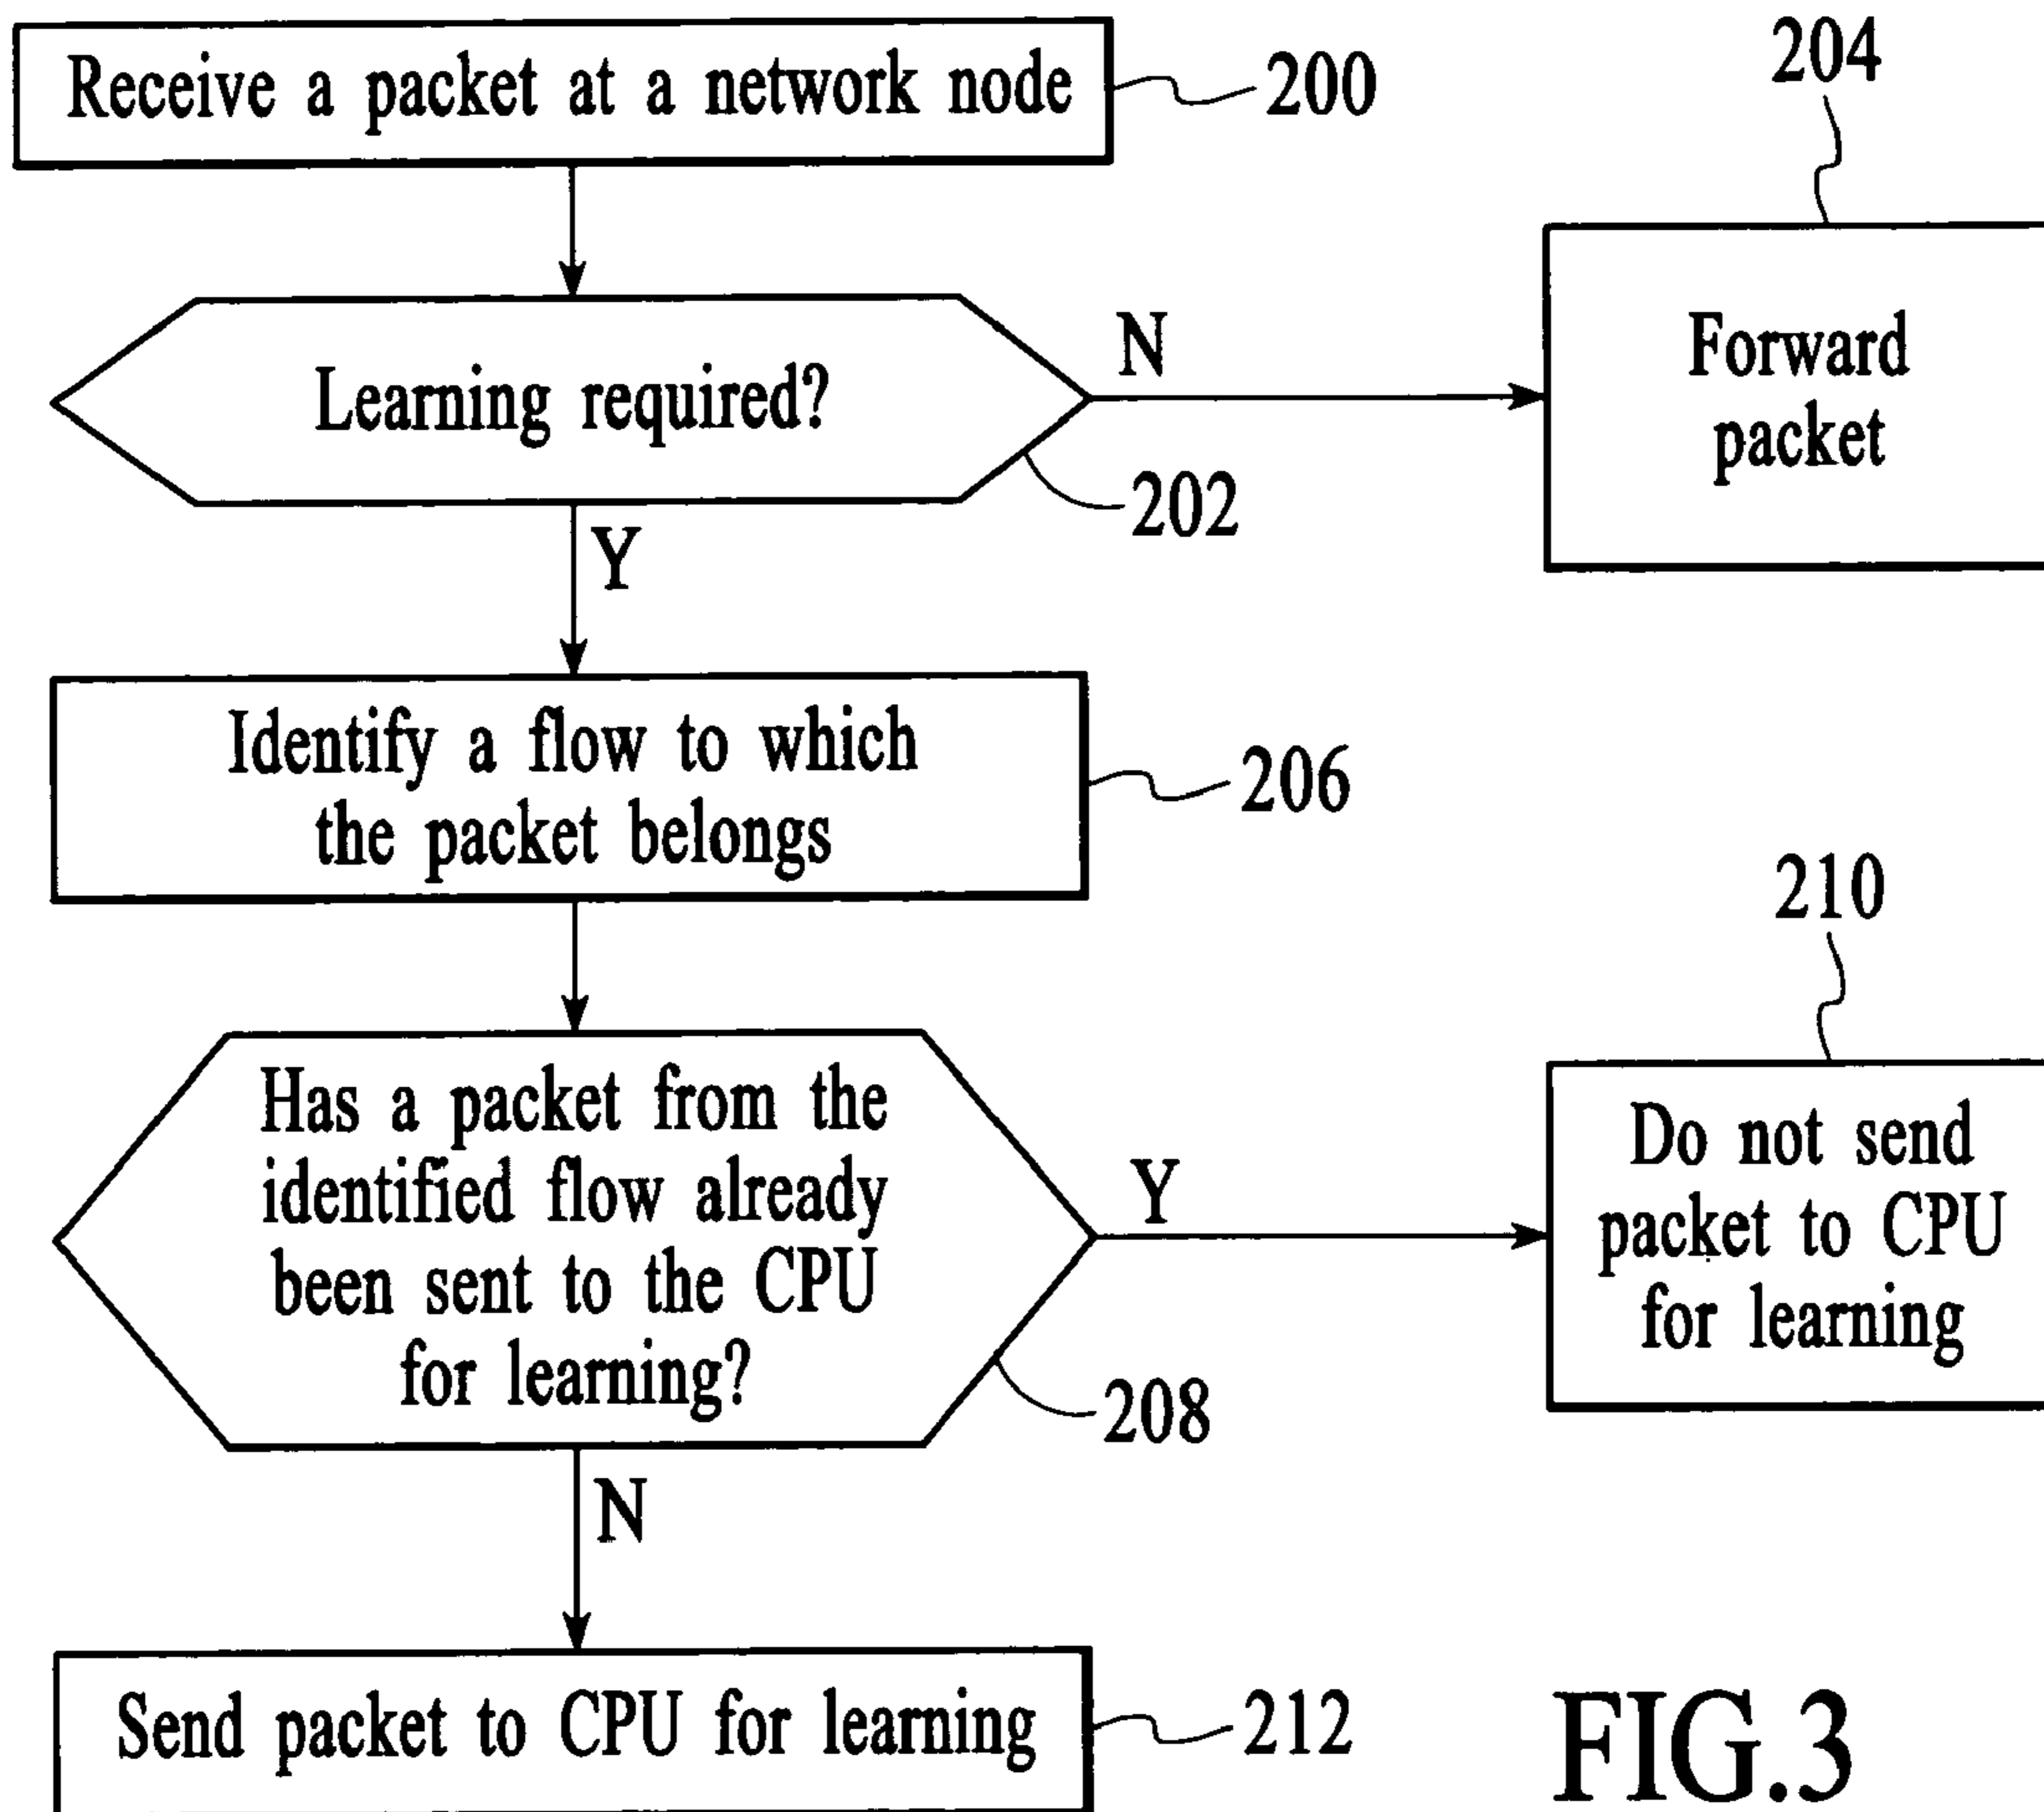 Receive a packet at a network node
200
204
Learning required?
N
Forward
packet
202
Y
Identify a flow to which
the packet belongs
206
210
Has a packet from the
identified flow already
been sent to the CPU
for learning?
Y
Do not send
packet to CPU
for learning
208
N
Send packet to CPU for learning
212
FIG.3